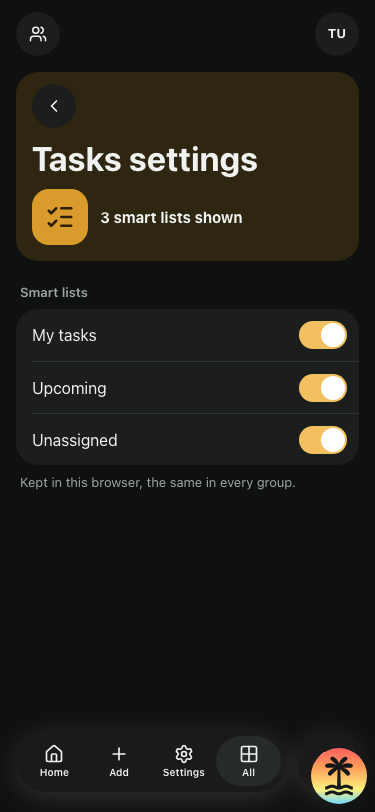 TU
Tasks settings
3 smart lists shown
Smart lists
My tasks
Upcoming
Unassigned
Kept in this browser, the same in every group.
Home
Add
Settings
All